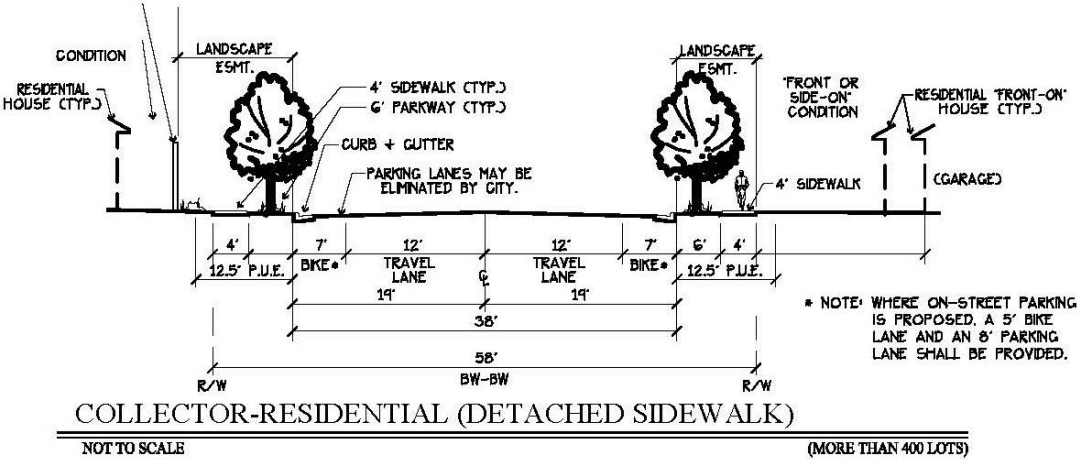 CONDITION
LANDSCAPE
ESMT.
LANDSCAPE
ESMT.
RESIDENTIAL
HOUSE (TYP.)
4' SIDEWALK (TYP.)
6' PARKWAY (TYP.)
CURB + GUTTER
PARKING LANES MAY BE
ELIMINATED BY CITY.
"FRONT OR
SIDE-ON"
CONDITION
RESIDENTIAL "FRONT-ON"
HOUSE (TYP.)
4' SIDEWALK
(GARAGE)
4' 7' 12' 12' 7' 6' 4'
12.5' P.U.E. BIKE* TRAVEL LANE ℄ TRAVEL LANE BIKE* 12.5' P.U.E.
19' 19'
38'
58'
BW-BW
R/W R/W
* NOTE: WHERE ON-STREET PARKING
IS PROPOSED, A 5' BIKE
LANE AND AN 8' PARKING
LANE SHALL BE PROVIDED.
COLLECTOR-RESIDENTIAL (DETACHED SIDEWALK)
NOT TO SCALE (MORE THAN 400 LOTS)